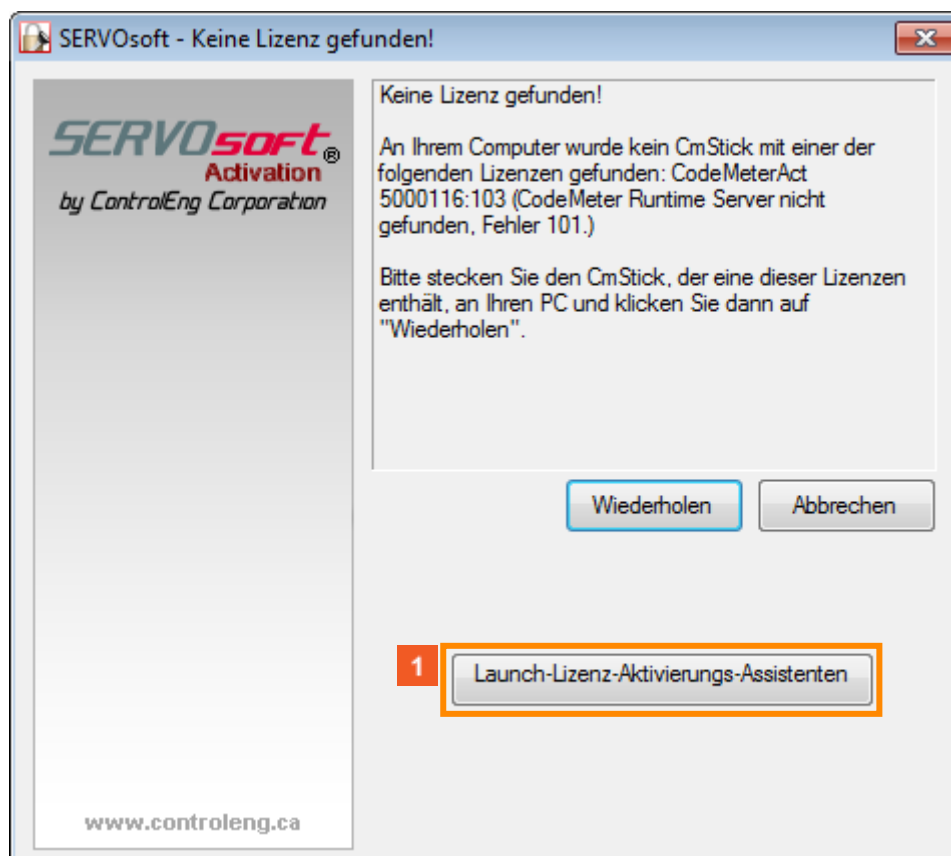 SERVOsoft - Keine Lizenz gefunden!
SERVOsoft®
Activation
by ControlEng Corporation
Keine Lizenz gefunden!
An Ihrem Computer wurde kein CmStick mit einer der
folgenden Lizenzen gefunden: CodeMeterAct
5000116:103 (CodeMeter Runtime Server nicht
gefunden, Fehler 101.)
Bitte stecken Sie den CmStick, der eine dieser Lizenzen
enthält, an Ihren PC und klicken Sie dann auf
"Wiederholen".
Wiederholen
Abbrechen
1
Launch-Lizenz-Aktivierungs-Assistenten
www.controleng.ca